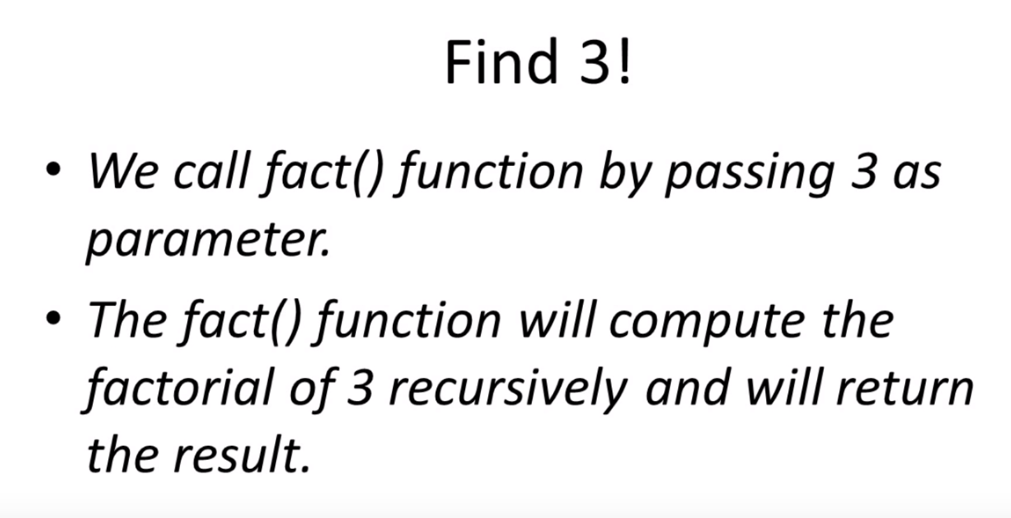 Find 3!
• We call fact() function by passing 3 as
parameter.
• The fact() function will compute the
factorial of 3 recursively and will return
the result.